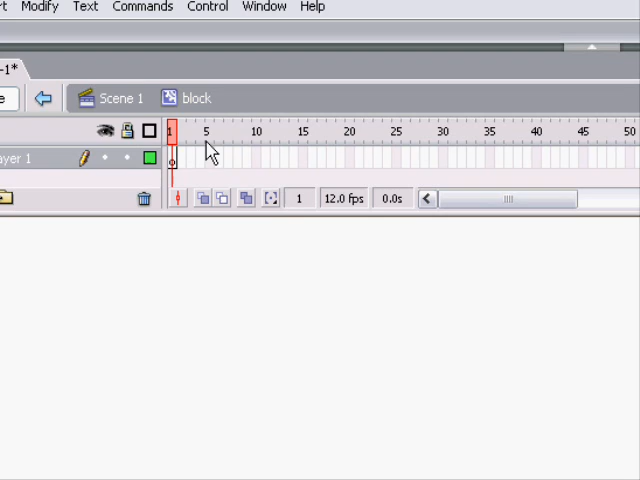 rt Modify Text Commands Control Window Help
-1*
e Scene 1 block
1 5 10 15 20 25 30 35 40 45 50
ayer 1
1 12.0 fps 0.0s